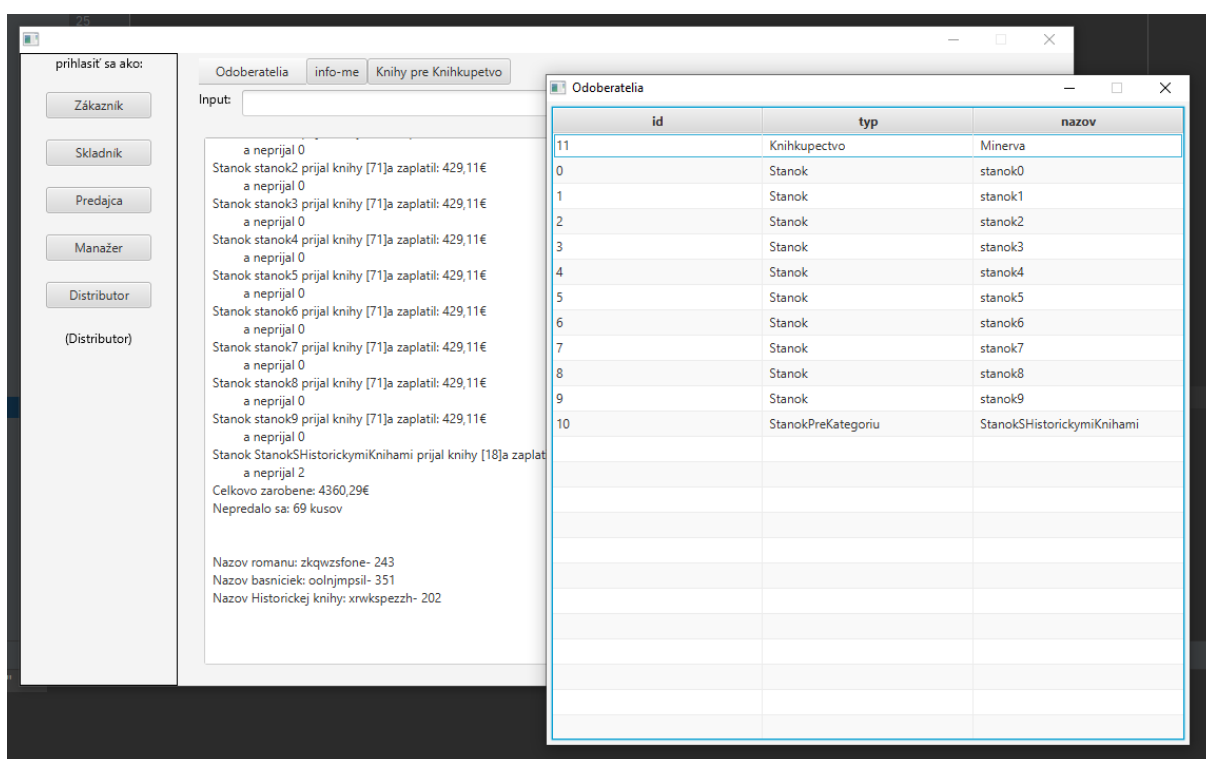 25
prihlasiť sa ako:
Zákazník
Skladník
Predajca
Manažer
Distributor
(Distributor)
Odoberatelia info-me Knihy pre Knihkupetvo
Input:
a neprijal 0
Stanok stanok2 prijal knihy [71]a zaplatil: 429,11€
a neprijal 0
Stanok stanok3 prijal knihy [71]a zaplatil: 429,11€
a neprijal 0
Stanok stanok4 prijal knihy [71]a zaplatil: 429,11€
a neprijal 0
Stanok stanok5 prijal knihy [71]a zaplatil: 429,11€
a neprijal 0
Stanok stanok6 prijal knihy [71]a zaplatil: 429,11€
a neprijal 0
Stanok stanok7 prijal knihy [71]a zaplatil: 429,11€
a neprijal 0
Stanok stanok8 prijal knihy [71]a zaplatil: 429,11€
a neprijal 0
Stanok stanok9 prijal knihy [71]a zaplatil: 429,11€
a neprijal 0
Stanok StanokSHistorickymiKnihami prijal knihy [18]a zaplat
a neprijal 2
Celkovo zarobene: 4360,29€
Nepredalo sa: 69 kusov
Nazov romanu: zkqwzsfone- 243
Nazov basniciek: oolnjmpsil- 351
Nazov Historickej knihy: xrwkspezzh- 202
Odoberatelia
id typ nazov
11 Knihkupectvo Minerva
0 Stanok stanok0
1 Stanok stanok1
2 Stanok stanok2
3 Stanok stanok3
4 Stanok stanok4
5 Stanok stanok5
6 Stanok stanok6
7 Stanok stanok7
8 Stanok stanok8
9 Stanok stanok9
10 StanokPreKategoriu StanokSHistorickymiKnihami